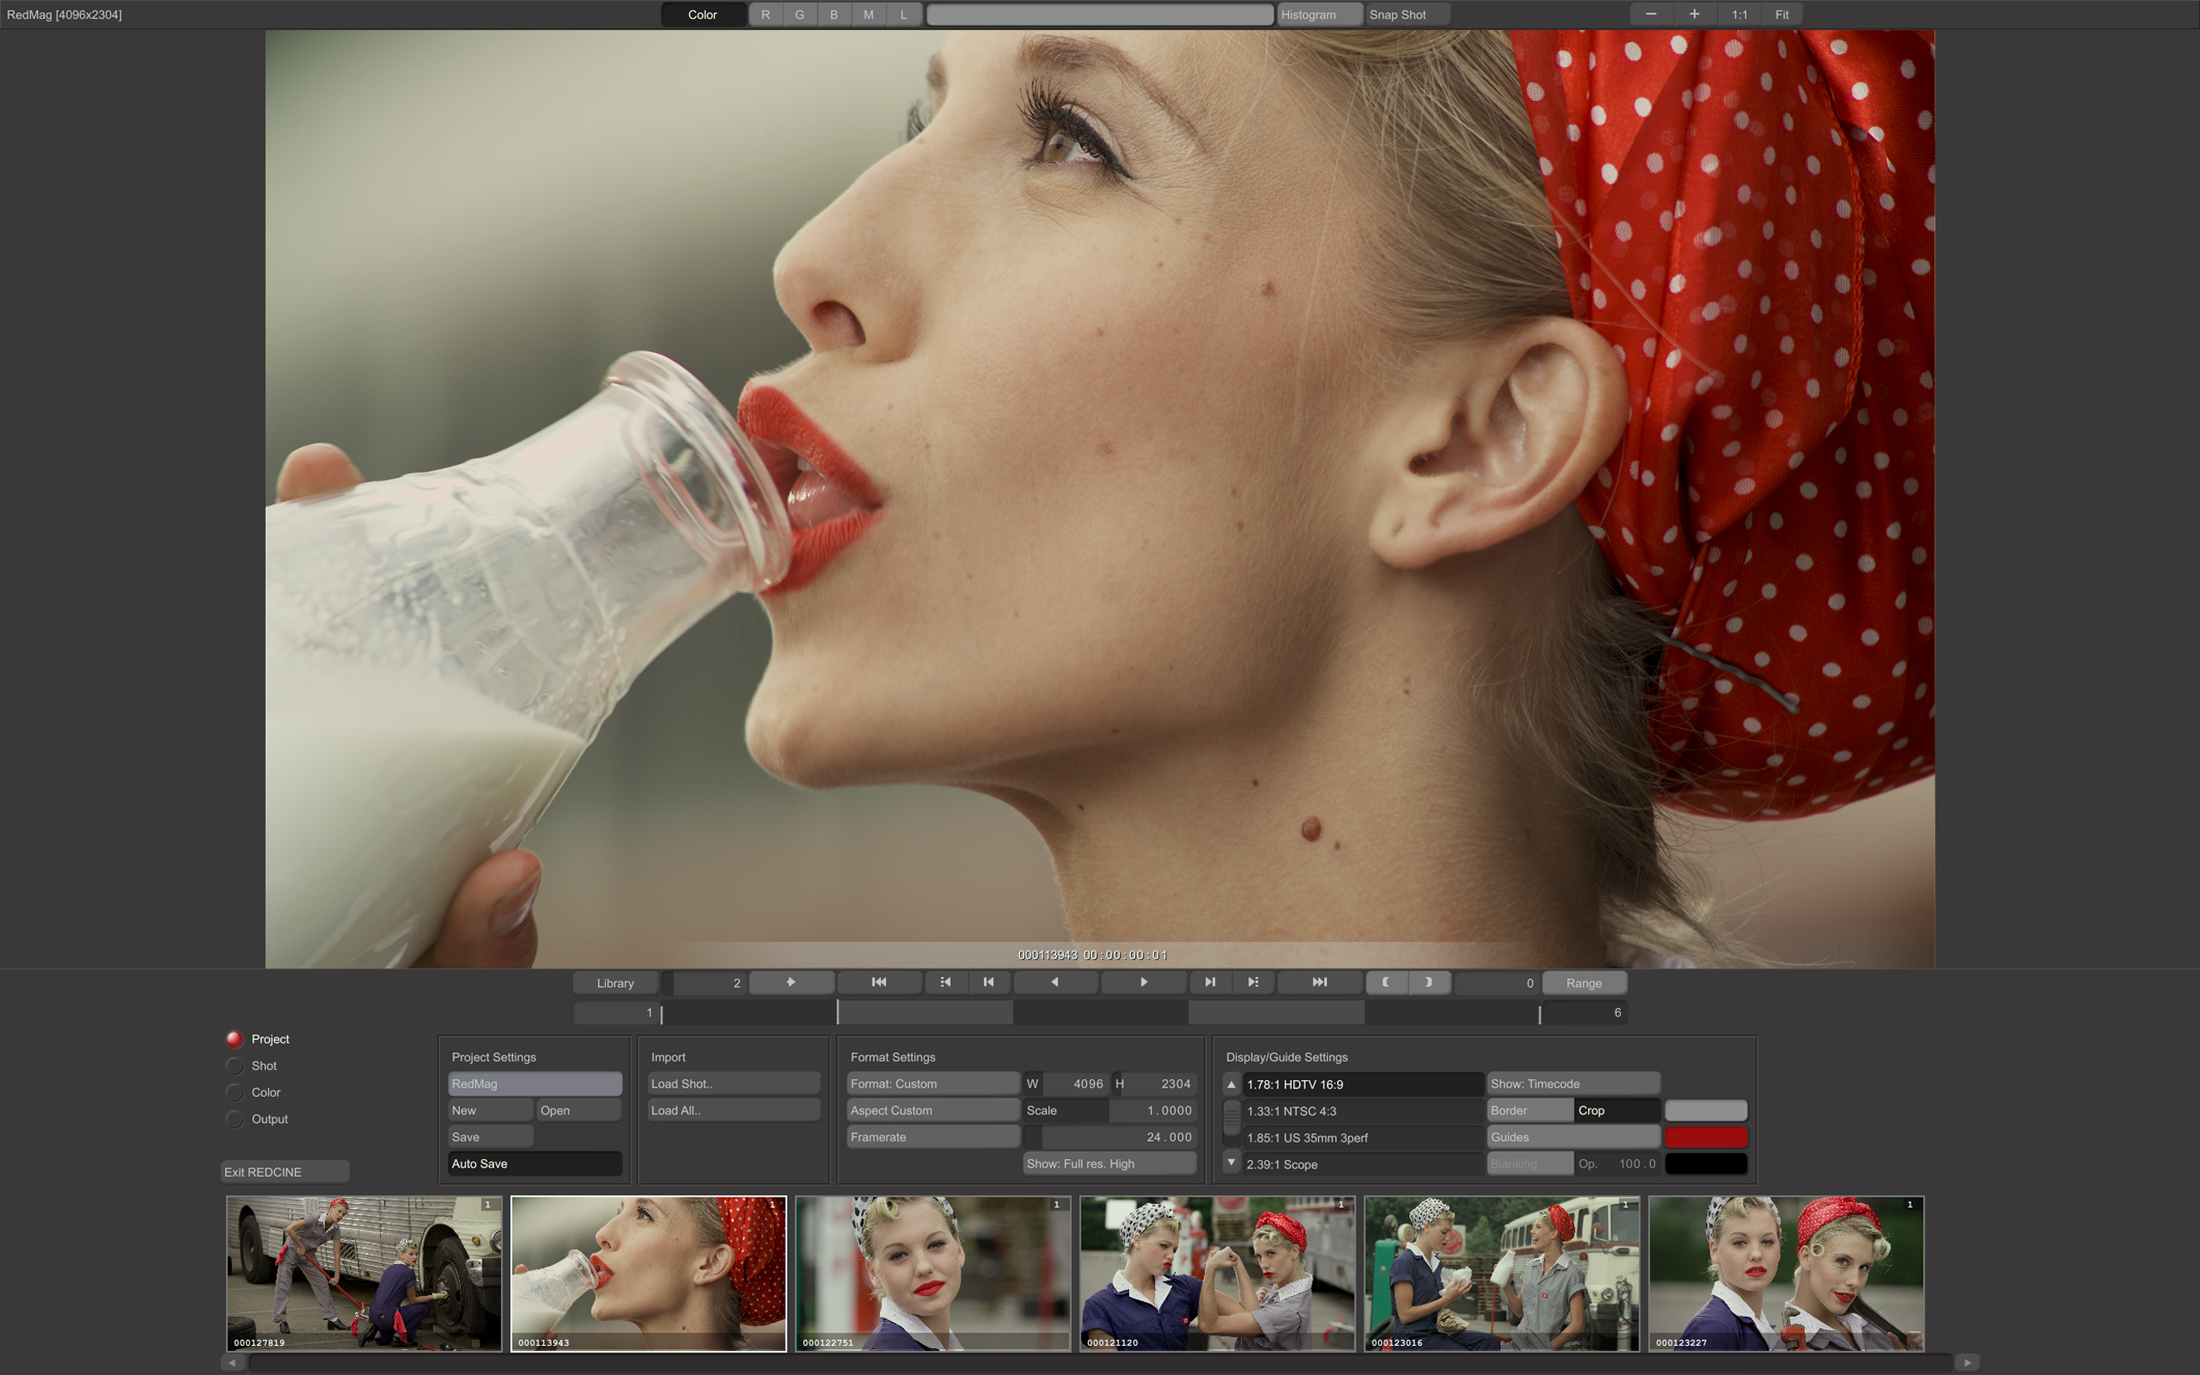 RedMag [4096x2304]
Color R G B M L Histogram Snap Shot 1:1 Fit
000113943 00:00:00:01
Library 2 0 Range
1 6
Project
Shot
Color
Output
Exit REDCINE
Project Settings
RedMag
New Open
Save
Auto Save
Import
Load Shot..
Load All..
Format Settings
Format: Custom W 4096 H 2304
Aspect Custom Scale 1.0000
Framerate 24.000
Show: Full res. High
Display/Guide Settings
1.78:1 HDTV 16:9 Show: Timecode
1.33:1 NTSC 4:3 Border Crop
1.85:1 US 35mm 3perf Guides
2.39:1 Scope Blanking Op. 100.0
1 1 1 1 1 1
000127819 000113943 000122751 000121120 000123016 000123227